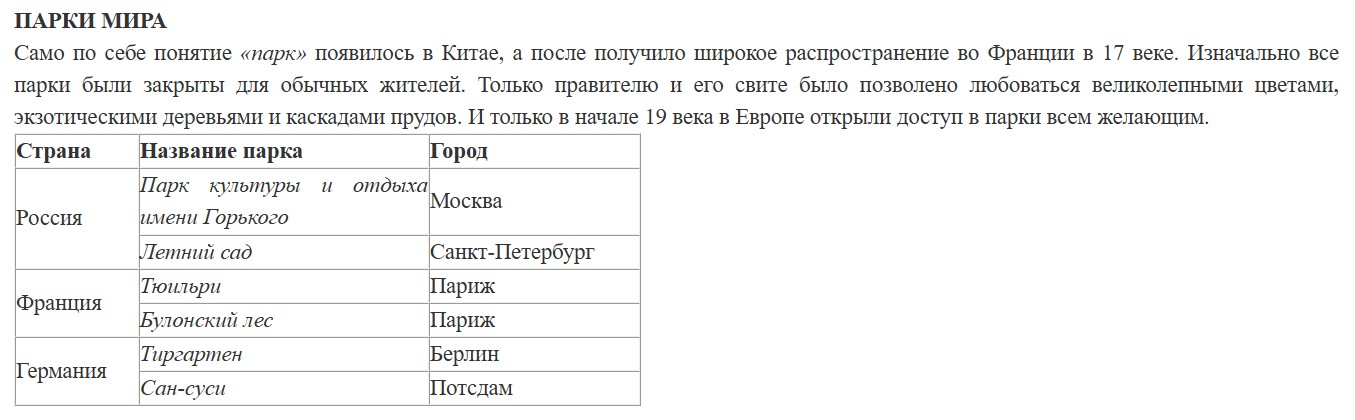 ПАРКИ МИРА
Само по себе понятие «парк» появилось в Китае, а после получило широкое распространение во Франции в 17 веке. Изначально все
парки были закрыты для обычных жителей. Только правителю и его свите было позволено любоваться великолепными цветами,
экзотическими деревьями и каскадами прудов. И только в начале 19 века в Европе открыли доступ в парки всем желающим.
Страна Название парка Город
Россия
Парк культуры и отдыха
имени Горького
Москва
Летний сад Санкт-Петербург
Франция
Тюильри Париж
Булонский лес Париж
Германия
Тиргартен Берлин
Сан-суси Потсдам